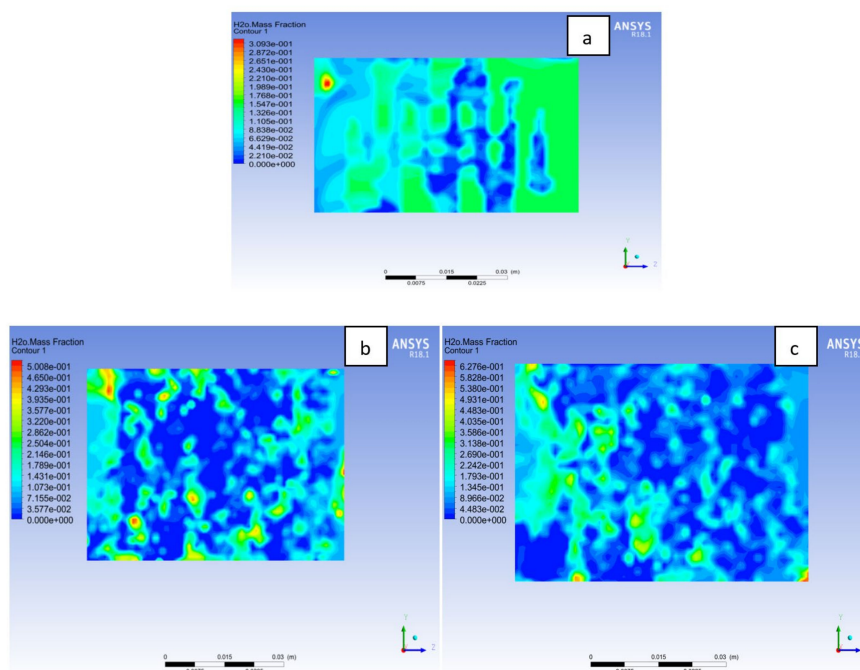 H2o.Mass Fraction
Contour 1
a
ANSYS
R18.1
3.093e-001
2.872e-001
2.651e-001
2.430e-001
2.210e-001
1.989e-001
1.768e-001
1.547e-001
1.326e-001
1.105e-001
8.838e-002
6.629e-002
4.419e-002
2.210e-002
0.000e+000
0 0.015 0.03 (m)
0.0075 0.0225
Y
Z
H2o.Mass Fraction
Contour 1
b
ANSYS
R18.1
5.008e-001
4.650e-001
4.293e-001
3.935e-001
3.577e-001
3.220e-001
2.862e-001
2.504e-001
2.146e-001
1.789e-001
1.431e-001
1.073e-001
7.155e-002
3.577e-002
0.000e+000
0 0.015 0.03 (m)
Y
Z
H2o.Mass Fraction
Contour 1
c
ANSYS
R18.
6.276e-001
5.828e-001
5.380e-001
4.931e-001
4.483e-001
4.035e-001
3.586e-001
3.138e-001
2.690e-001
2.242e-001
1.793e-001
1.345e-001
8.966e-002
4.483e-002
0.000e+000
0 0.015 0.03 (m)
Y